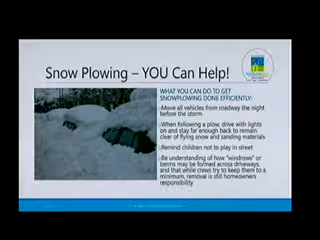 Snow Plowing – YOU Can Help!
WHAT YOU CAN DO TO GET
SNOWPLOWING DONE EFFICIENTLY:
-Move all vehicles from roadway the night
before the storm
-When following a plow, drive with lights
on and stay far enough back to remain
clear of flying snow and sanding materials
-Remind children not to play in street
-Be understanding of how "windrows" or
berms may be formed across driveways,
and that while crews try to keep them to a
minimum, removal is still homeowners
responsibility